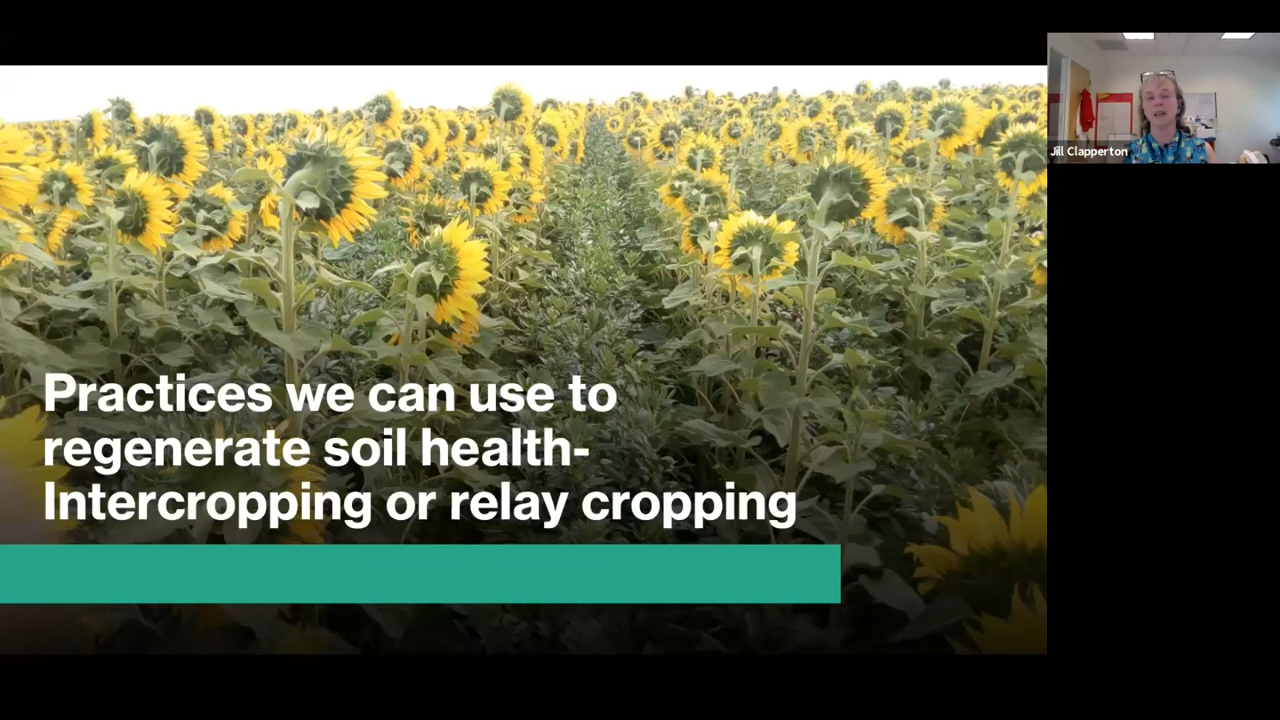 Practices we can use to
regenerate soil health-
Intercropping or relay cropping
Jill Clapperton